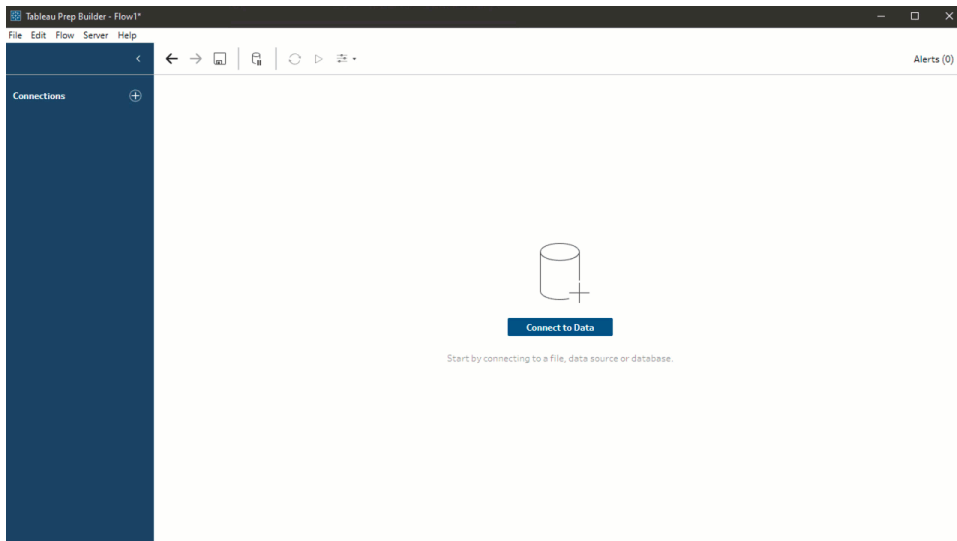 Tableau Prep Builder - Flow1*
File Edit Flow Server Help
Alerts (0)
Connections
Connect to Data
Start by connecting to a file, data source or database.